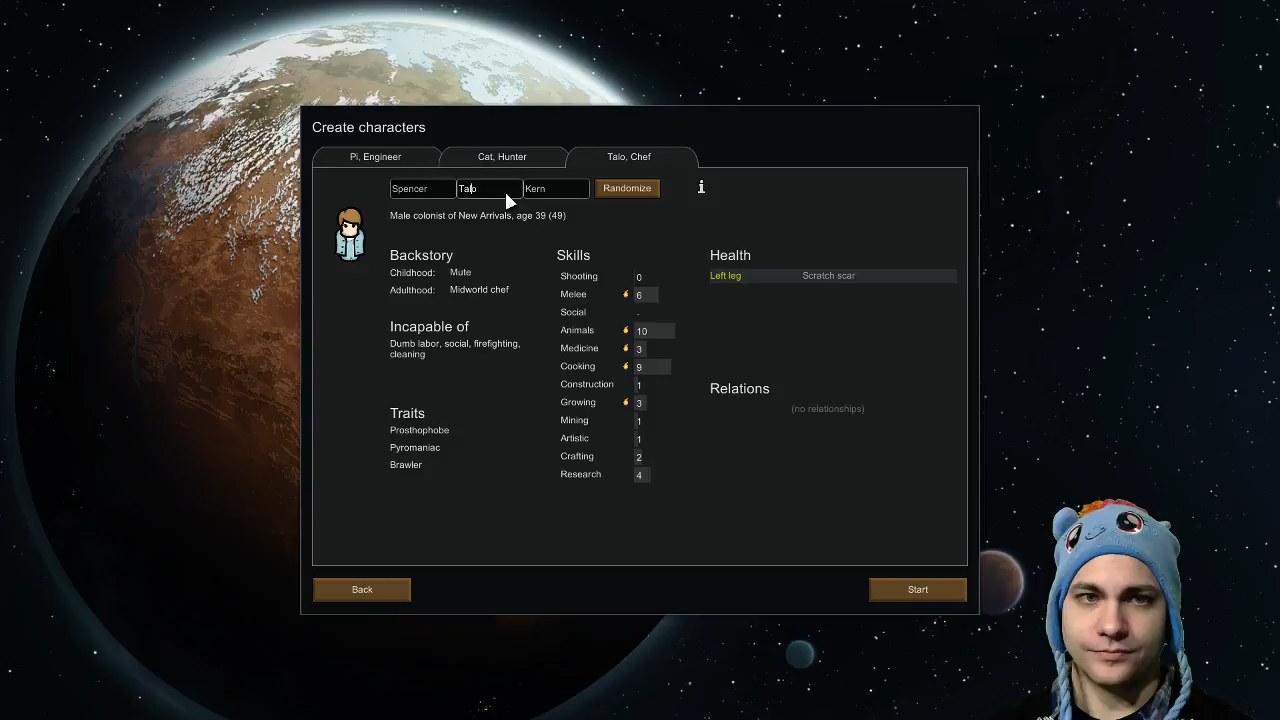 Create characters
Pi, Engineer
Cat, Hunter
Talo, Chef
Spencer
Talo
Kern
Randomize
i
Male colonist of New Arrivals, age 39 (49)
Backstory
Childhood: Mute
Adulthood: Midworld chef
Incapable of
Dumb labor, social, firefighting,
cleaning
Traits
Prosthophobe
Pyromaniac
Brawler
Skills
Shooting 0
Melee 6
Social -
Animals 10
Medicine 3
Cooking 9
Construction 1
Growing 3
Mining 1
Artistic 1
Crafting 2
Research 4
Health
Left leg Scratch scar
Relations
(no relationships)
Back
Start